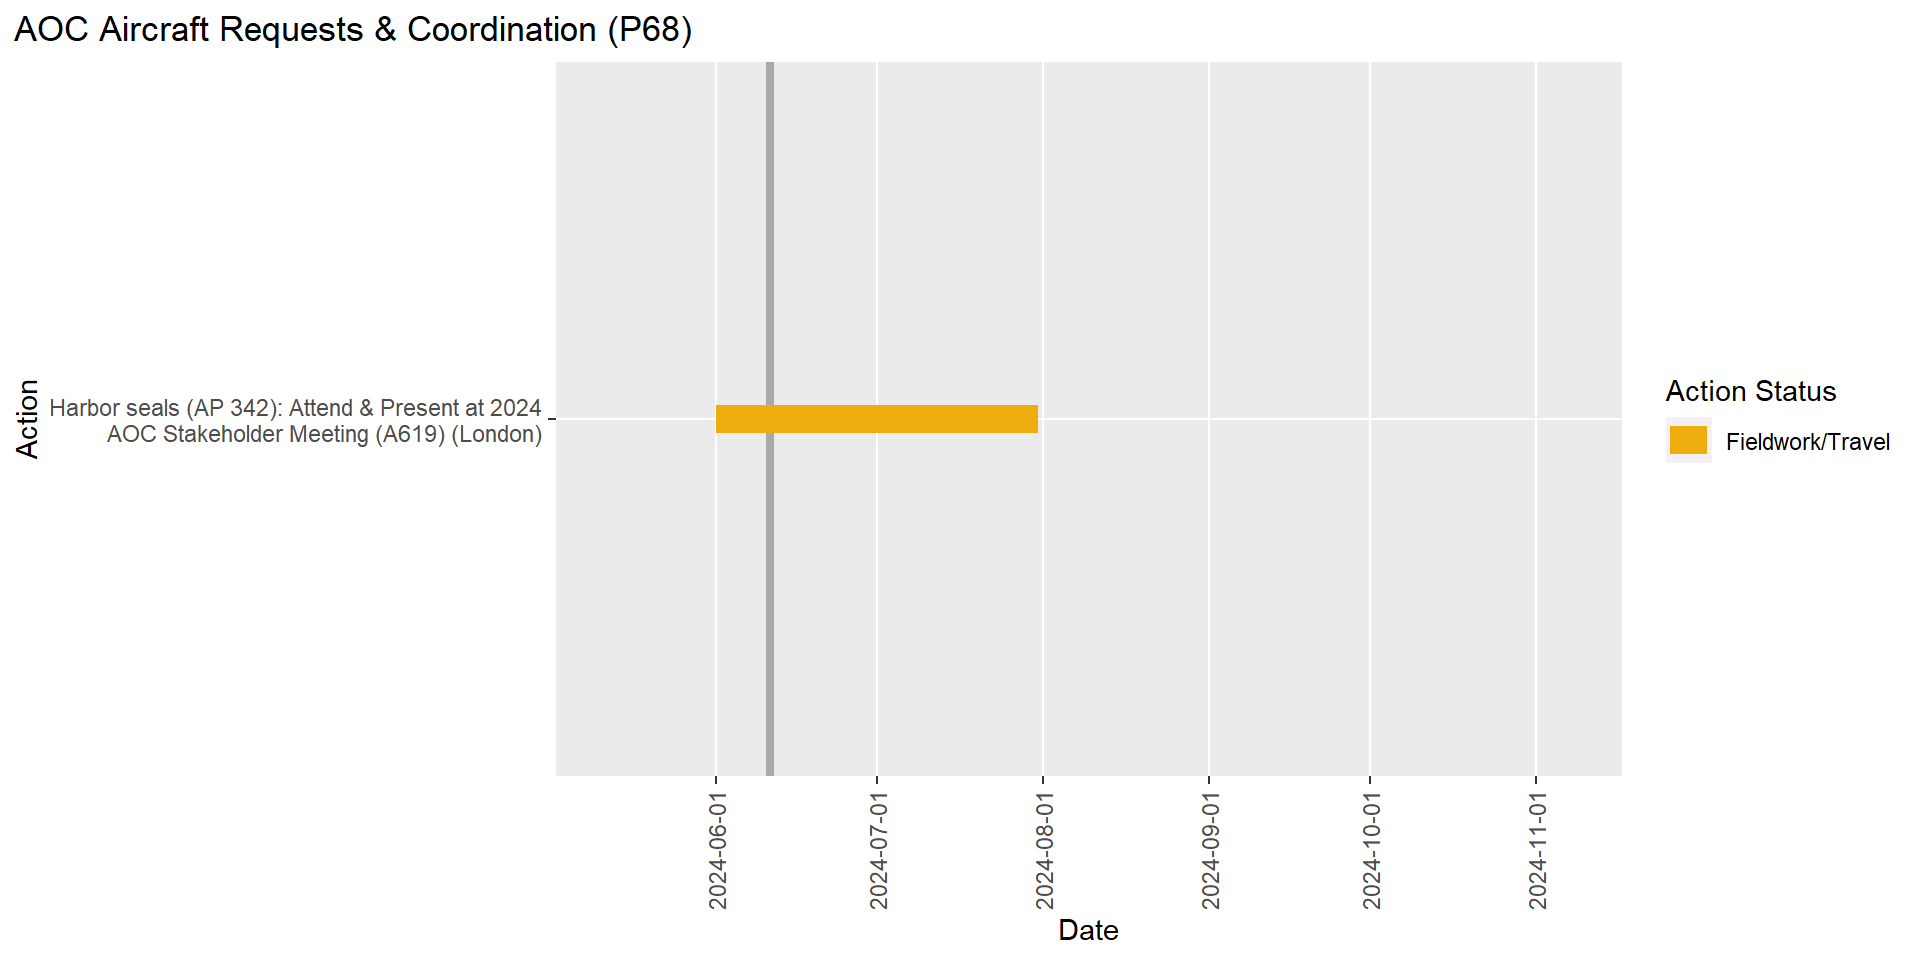 AOC Aircraft Requests & Coordination (P68)
Action
Harbor seals (AP 342): Attend & Present at 2024
AOC Stakeholder Meeting (A619) (London)
Action Status
Fieldwork/Travel
2024-06-01
2024-07-01
2024-08-01
2024-09-01
2024-10-01
2024-11-01
Date